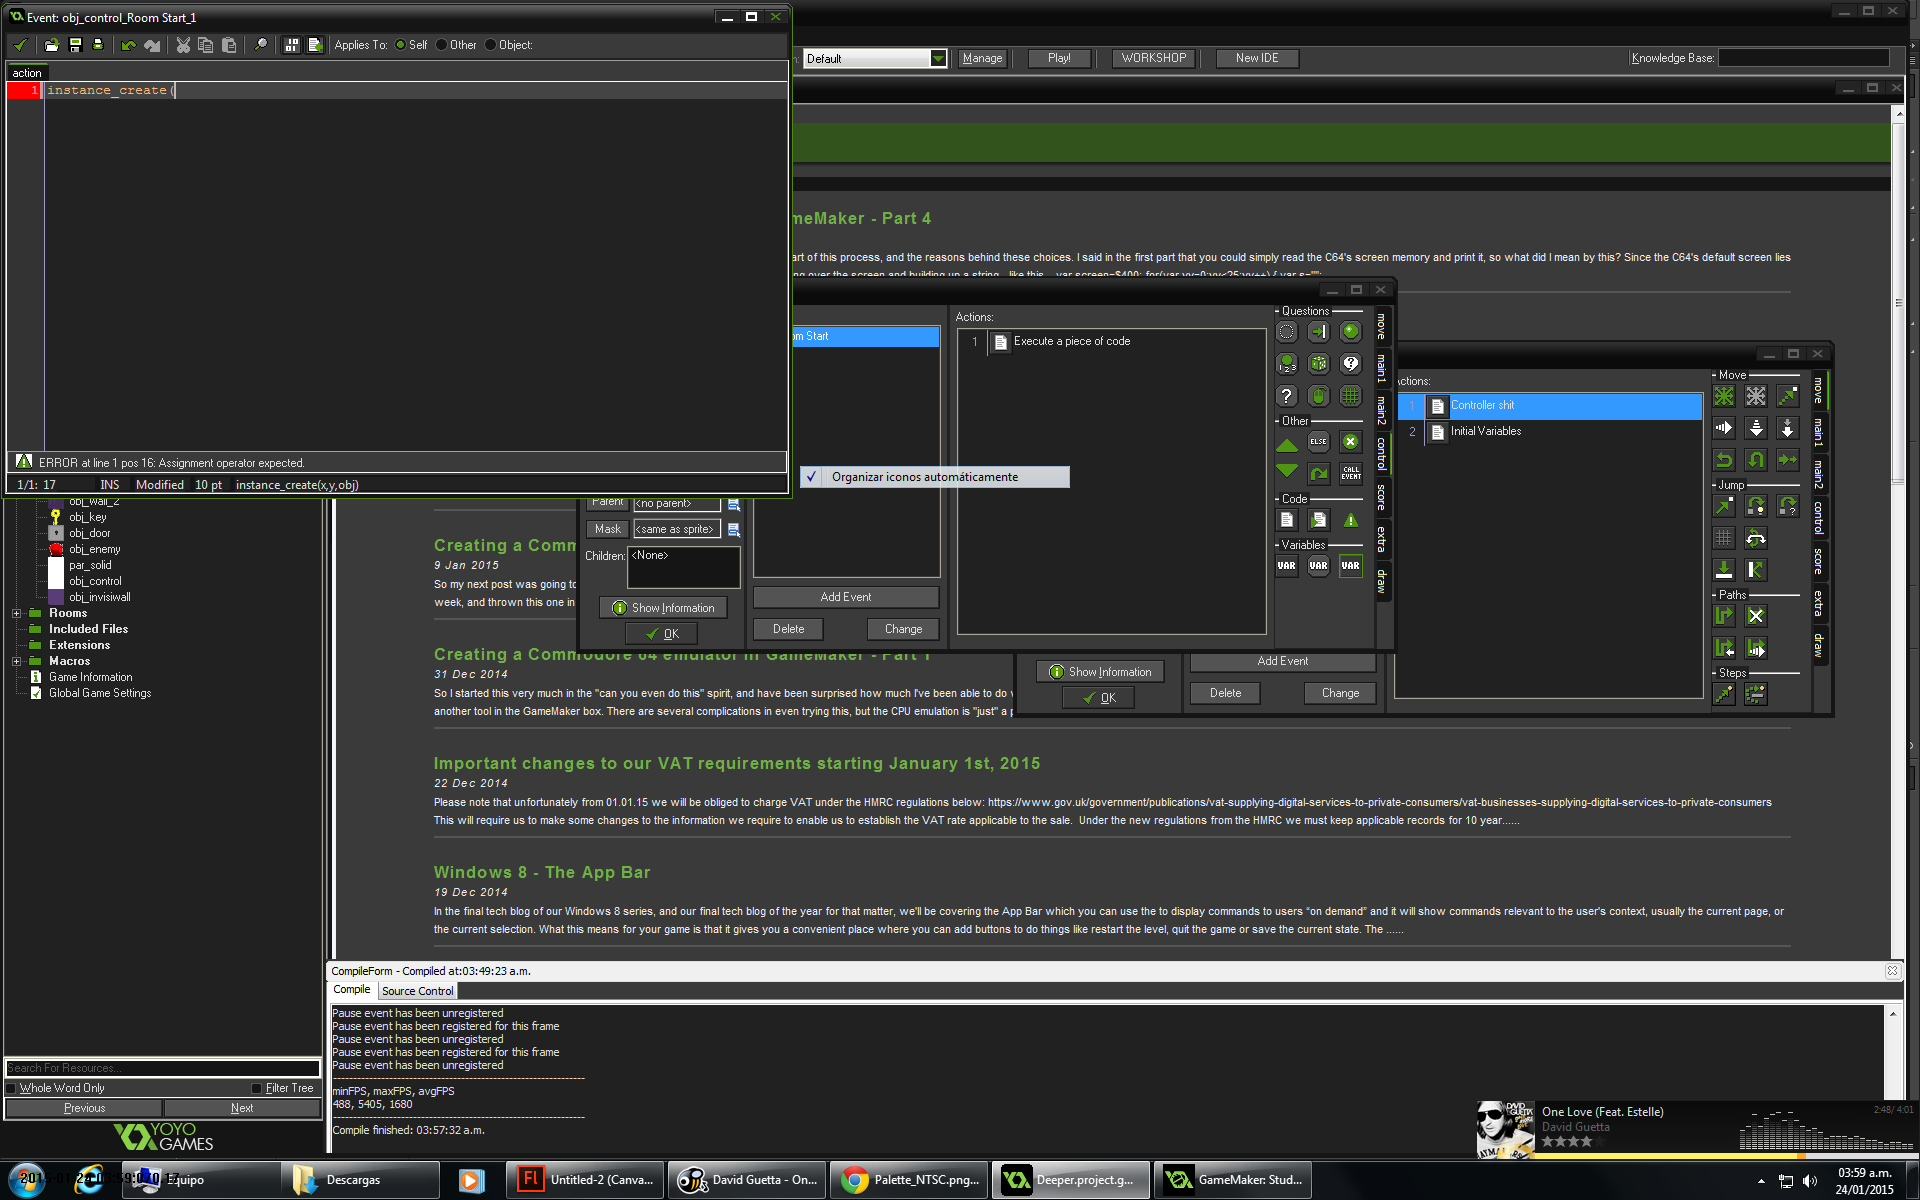 Event: obj_control_Room Start_1
Applies To: Self Other Object:
action
1 instance_create(
ERROR at line 1 pos 16: Assignment operator expected.
1/1: 17 INS Modified 10 pt instance_create(x,y,obj)
Default Manage Play! WORKSHOP New IDE Knowledge Base:
meMaker - Part 4
art of this process, and the reasons behind these choices. I said in the first part that you could simply read the C64's screen memory and print it, so what did I mean by this? Since the C64's default screen lies
obj_wall_2
obj_key
obj_door
obj_enemy
par_solid
obj_control
obj_invisiwall
Rooms
Included Files
Extensions
Macros
Game Information
Global Game Settings
Search For Resources...
Whole Word Only Filter Tree
Previous Next
YOYO
GAMES
om Start
Parent <no parent>
Mask <same as sprite>
Children: <None>
Show Information
OK
Add Event
Delete Change
Actions:
1 Execute a piece of code
Organizar iconos automáticamente
Questions
Other
ELSE
CALL EVENT
Code
Variables
VAR VAR VAR
move
main1
main2
control
score
extra
draw
ctions:
1 Controller shit
2 Initial Variables
Show Information
OK
Add Event
Delete Change
Move
Jump
Paths
Steps
move
main1
main2
control
score
extra
draw
Creating a Comm
9 Jan 2015
So my next post was going to
week, and thrown this one in
Creating a Commodore 64 emulator in GameMaker - Part 1
31 Dec 2014
So I started this very much in the "can you even do this" spirit, and have been surprised how much I've been able to do
another tool in the GameMaker box. There are several complications in even trying this, but the CPU emulation is "just" a
Important changes to our VAT requirements starting January 1st, 2015
22 Dec 2014
Please note that unfortunately from 01.01.15 we will be obliged to charge VAT under the HMRC regulations below: https://www.gov.uk/government/publications/vat-supplying-digital-services-to-private-consumers/vat-businesses-supplying-digital-services-to-private-consumers
This will require us to make some changes to the information we require to enable us to establish the VAT rate applicable to the sale. Under the new regulations from the HMRC we must keep applicable records for 10 year......
Windows 8 - The App Bar
19 Dec 2014
In the final tech blog of our Windows 8 series, and our final tech blog of the year for that matter, we'll be covering the App Bar which you can use the to display commands to users “on demand” and it will show commands relevant to the user's context, usually the current page, or
the current selection. What this means for your game is that it gives you a convenient place where you can add buttons to do things like restart the level, quit the game or save the current state. The ......
CompileForm - Compiled at:03:49:23 a.m.
Compile Source Control
Pause event has been unregistered
Pause event has been registered for this frame
Pause event has been unregistered
Pause event has been registered for this frame
Pause event has been unregistered
minFPS, maxFPS, avgFPS
488, 5405, 1680
Compile finished: 03:57:32 a.m.
One Love (Feat. Estelle) 2:48/ 4:01
David Guetta
Equipo
Descargas
Untitled-2 (Canva...
David Guetta - On...
Palette_NTSC.png...
Deeper.project.g...
GameMaker: Stud...
03:59 a.m.
24/01/2015